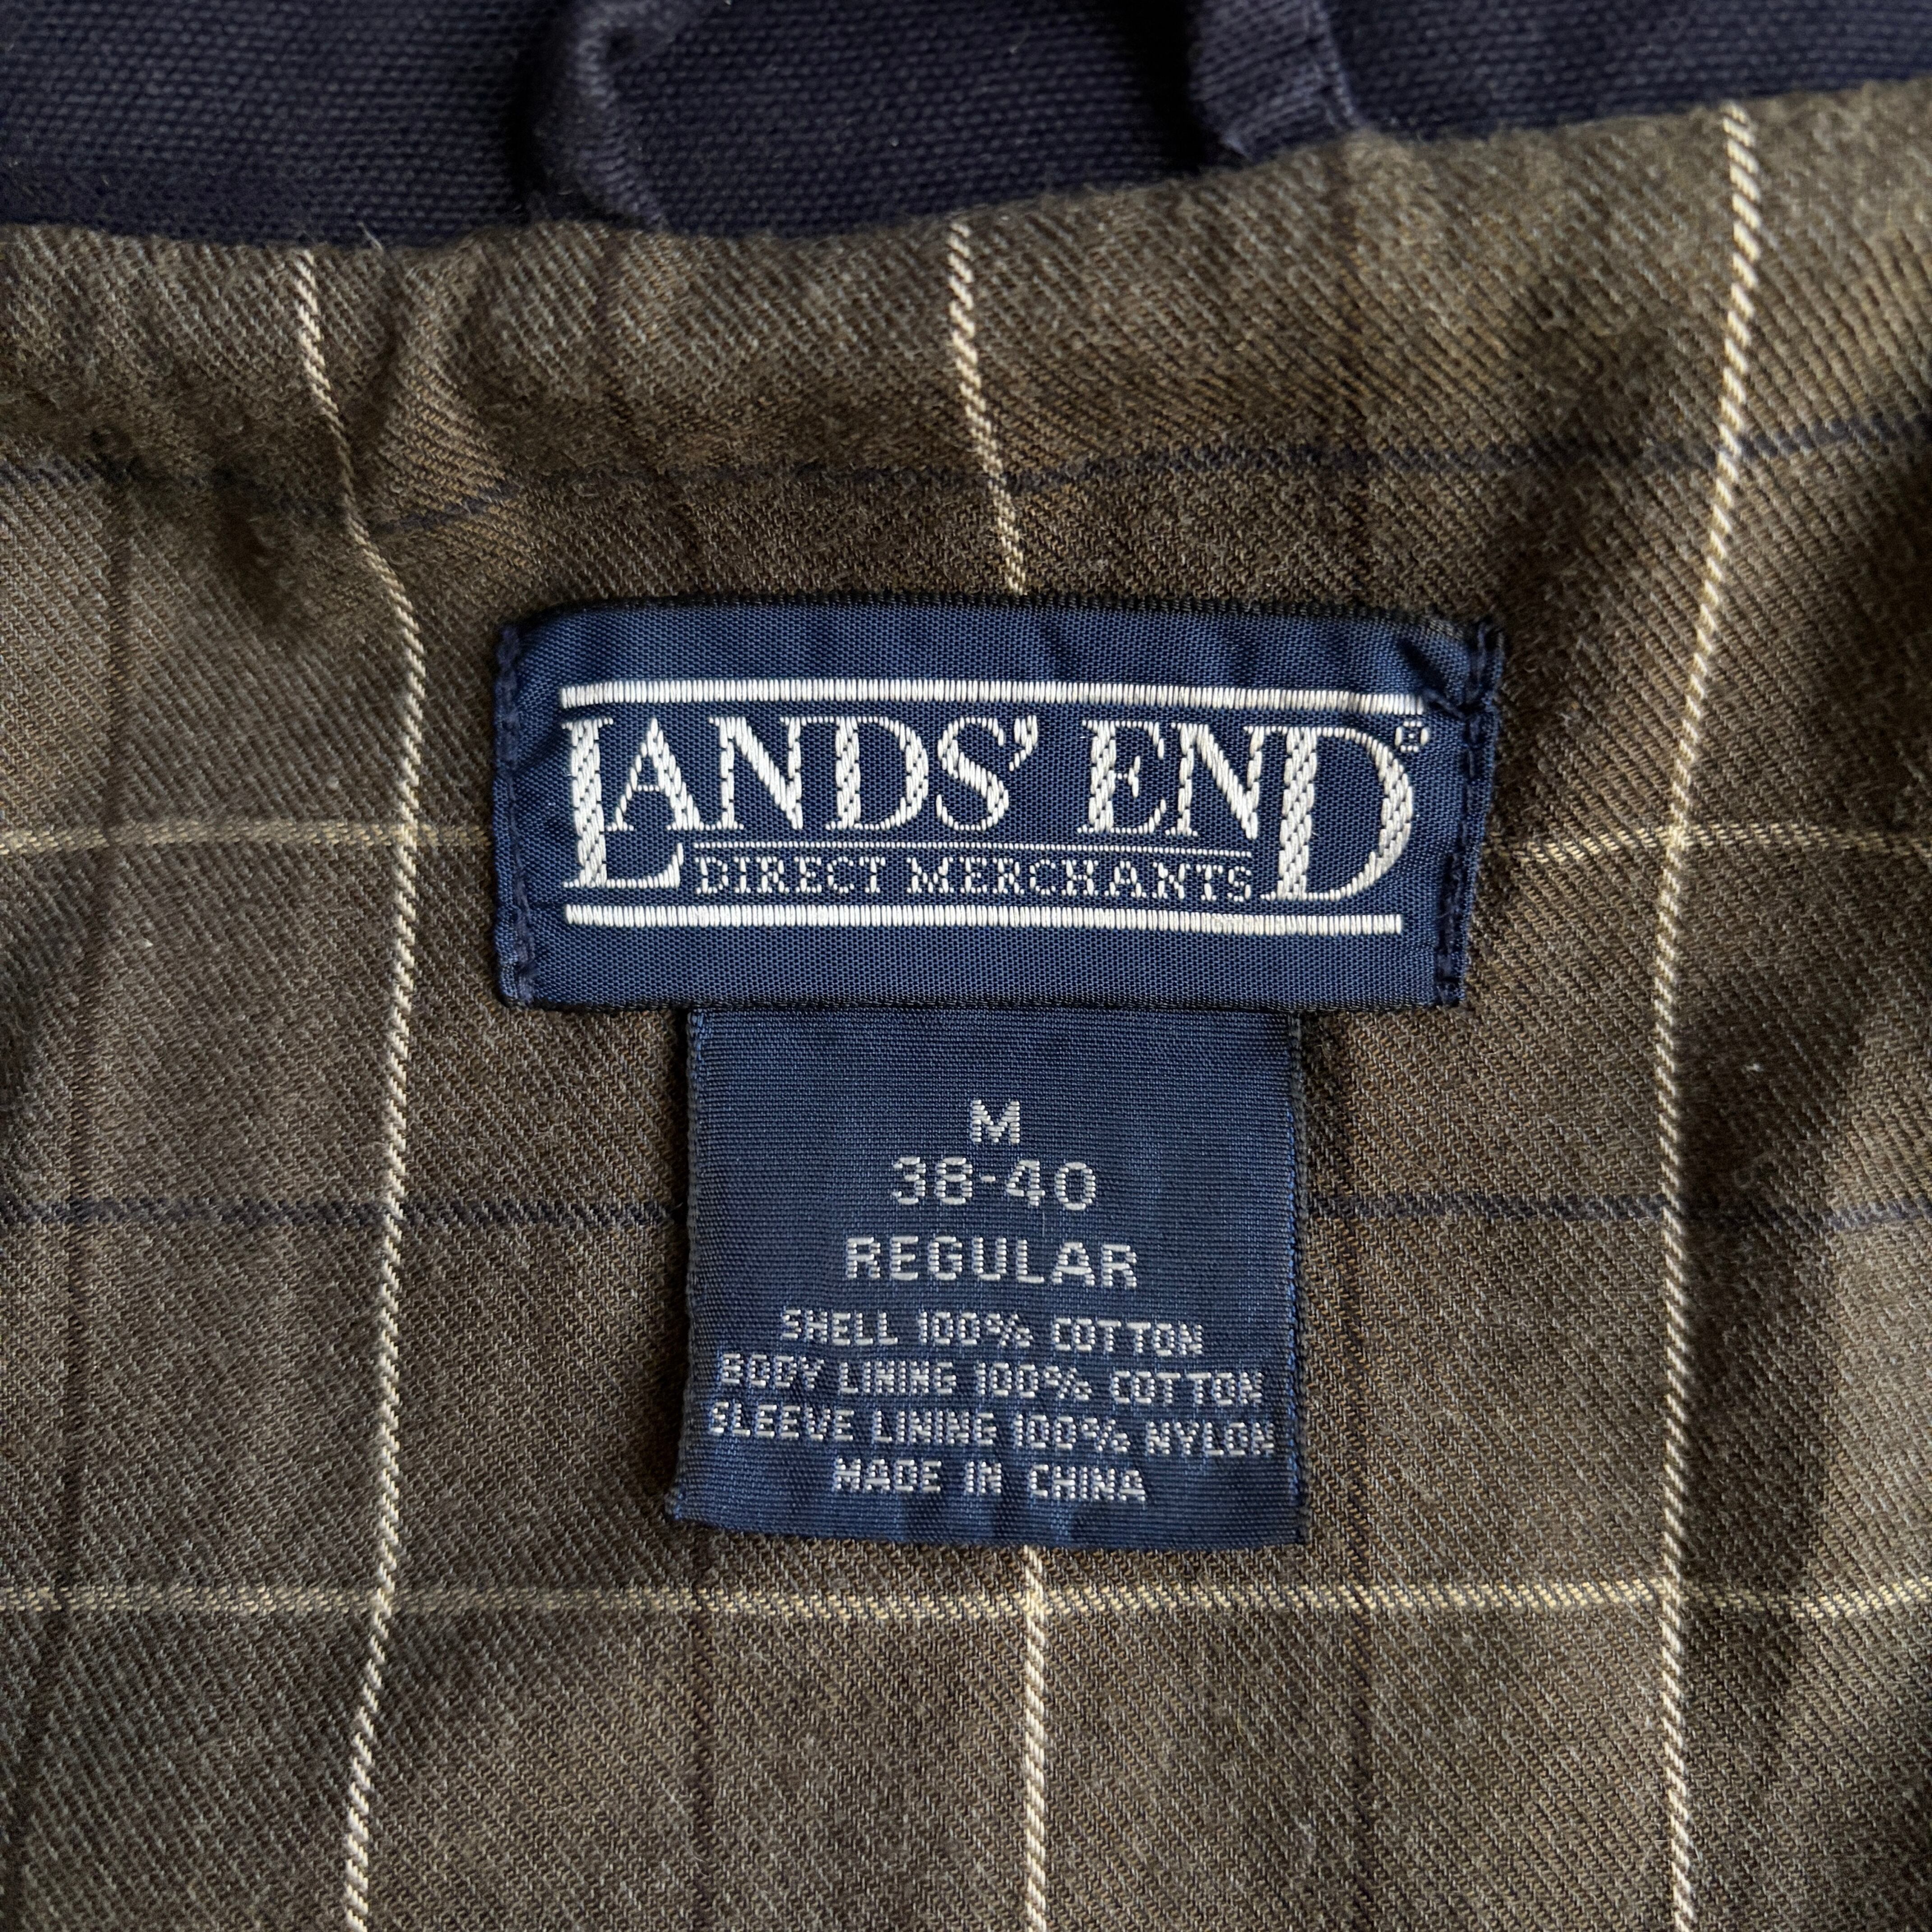 LANDS' END®
DIRECT MERCHANTS
M
38-40
REGULAR
SHELL 100% COTTON
BODY LINING 100% COTTON
SLEEVE LINING 100% NYLON
MADE IN CHINA